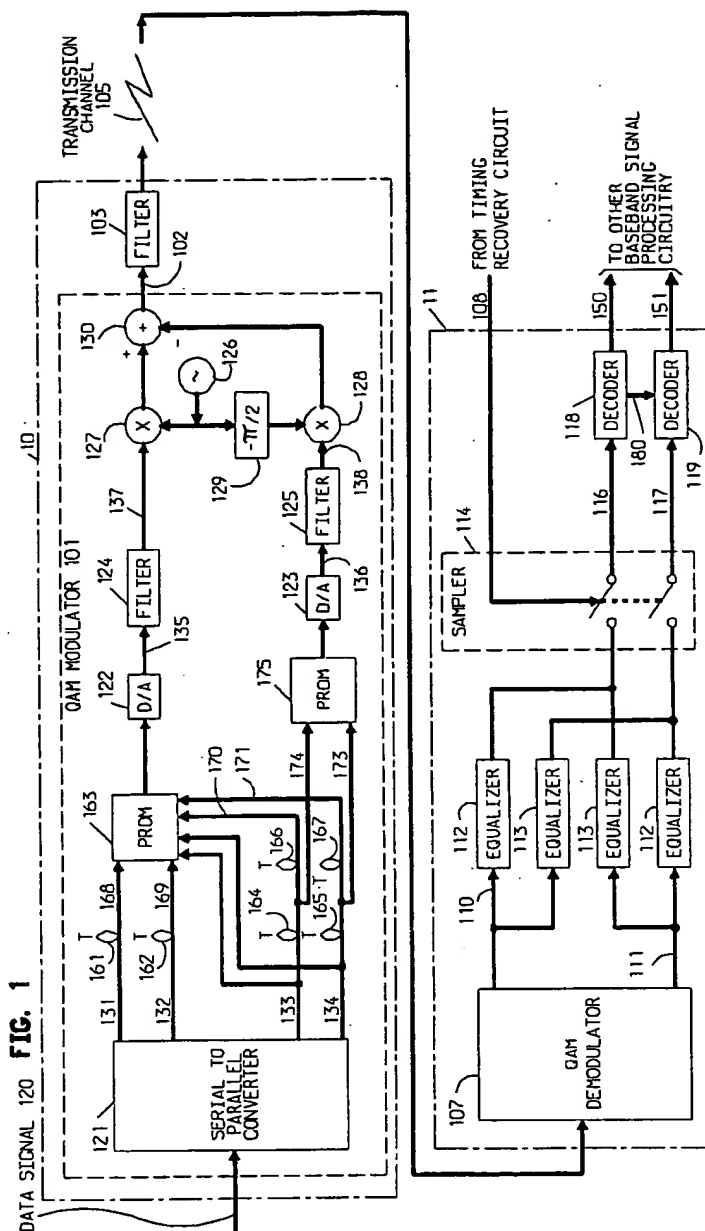 FIG. 1
DATA SIGNAL 120
10
QAM MODULATOR 101
121
SERIAL TO
PARALLEL
CONVERTER
131
132
133
134
T
161
T
162
168
169
163
PROM
T
164
T
165
T
166
T
167
170
171
174
173
175
PROM
122
D/A
135
124
FILTER
137
127
X
126
~
129
-π/2
128
X
123
D/A
136
125
FILTER
138
130
+
+
-
102
103
FILTER
TRANSMISSION
CHANNEL
105
11
107
QAM
DEMODULATOR
110
111
112
EQUALIZER
113
EQUALIZER
113
EQUALIZER
112
EQUALIZER
SAMPLER
114
108
FROM TIMING
RECOVERY CIRCUIT
116
117
118
DECODER
180
DECODER
119
150
151
TO OTHER
BASEBAND SIGNAL
PROCESSING
CIRCUITRY